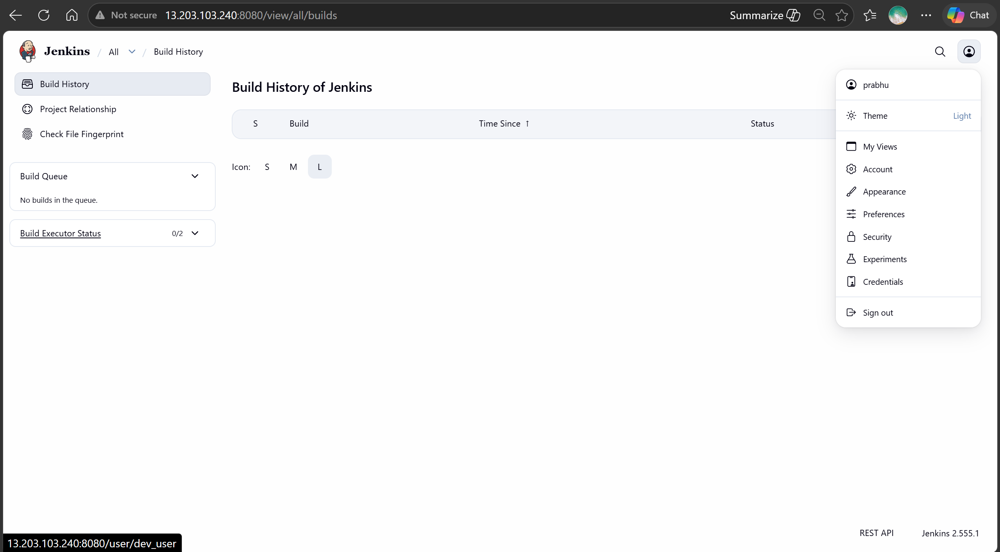 Not secure 13.203.103.240:8080/view/all/builds Summarize Chat
Jenkins / All / Build History
Build History
Project Relationship
Check File Fingerprint
Build Queue
No builds in the queue.
Build Executor Status 0/2
Build History of Jenkins
S Build Time Since ↑ Status
Icon: S M L
prabhu
Theme Light
My Views
Account
Appearance
Preferences
Security
Experiments
Credentials
Sign out
REST API Jenkins 2.555.1
13.203.103.240:8080/user/dev_user